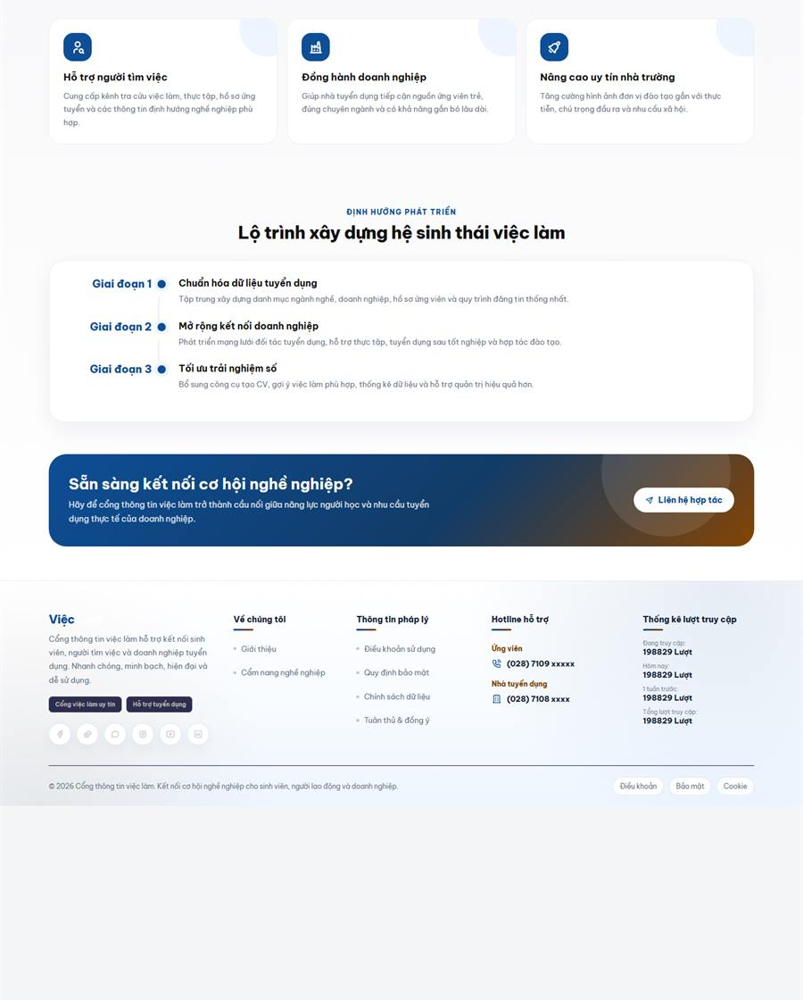 Hỗ trợ người tìm việc
Cung cấp kênh tra cứu việc làm, thực tập, hồ sơ ứng
tuyển và các thông tin định hướng nghề nghiệp phù
hợp.
Đồng hành doanh nghiệp
Giúp nhà tuyển dụng tiếp cận nguồn ứng viên trẻ,
đúng chuyên ngành và có khả năng gắn bó lâu dài.
Nâng cao uy tín nhà trường
Tăng cường hình ảnh đơn vị đào tạo gắn với thực
tiễn, chú trọng đầu ra và nhu cầu xã hội.
ĐỊNH HƯỚNG PHÁT TRIỂN
Lộ trình xây dựng hệ sinh thái việc làm
Giai đoạn 1
Chuẩn hóa dữ liệu tuyển dụng
Tập trung xây dựng danh mục ngành nghề, doanh nghiệp, hồ sơ ứng viên và quy trình đăng tin thống nhất.
Giai đoạn 2
Mở rộng kết nối doanh nghiệp
Phát triển mạng lưới đối tác tuyển dụng, hỗ trợ thực tập, tuyển dụng sau tốt nghiệp và hợp tác đào tạo.
Giai đoạn 3
Tối ưu trải nghiệm số
Bổ sung công cụ tạo CV, gợi ý việc làm phù hợp, thống kê dữ liệu và hỗ trợ quản trị hiệu quả hơn.
Sẵn sàng kết nối cơ hội nghề nghiệp?
Hãy để cổng thông tin việc làm trở thành cầu nối giữa năng lực người học và nhu cầu tuyển
dụng thực tế của doanh nghiệp.
Liên hệ hợp tác
Việc
Cổng thông tin việc làm hỗ trợ kết nối sinh
viên, người tìm việc và doanh nghiệp tuyển
dụng. Nhanh chóng, minh bạch, hiện đại và
dễ sử dụng.
Cổng việc làm uy tín
Hỗ trợ tuyển dụng
Về chúng tôi
Giới thiệu
Cẩm nang nghề nghiệp
Thông tin pháp lý
Điều khoản sử dụng
Quy định bảo mật
Chính sách dữ liệu
Tuân thủ & đồng ý
Hotline hỗ trợ
Ứng viên
(028) 7109 xxxxx
Nhà tuyển dụng
(028) 7108 xxxx
Thống kê lượt truy cập
Đang truy cập:
198829 Lượt
Hôm nay:
198829 Lượt
1 tuần trước:
198829 Lượt
Tổng lượt truy cập:
198829 Lượt
© 2026 Cổng thông tin việc làm. Kết nối cơ hội nghề nghiệp cho sinh viên, người lao động và doanh nghiệp.
Điều khoản
Bảo mật
Cookie